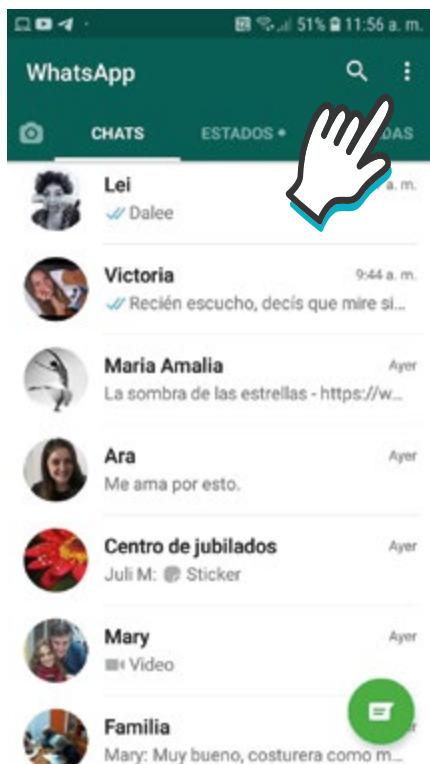 51% 11:56 a. m.
WhatsApp
CHATS ESTADOS DAS
Lei a. m.
Dalee
Victoria 9:44 a. m.
Recién escucho, decís que mire si...
Maria Amalia Ayer
La sombra de las estrellas - https://w...
Ara Ayer
Me ama por esto.
Centro de jubilados Ayer
Juli M: Sticker
Mary Ayer
Video
Familia
Mary: Muy bueno, costurera como m...